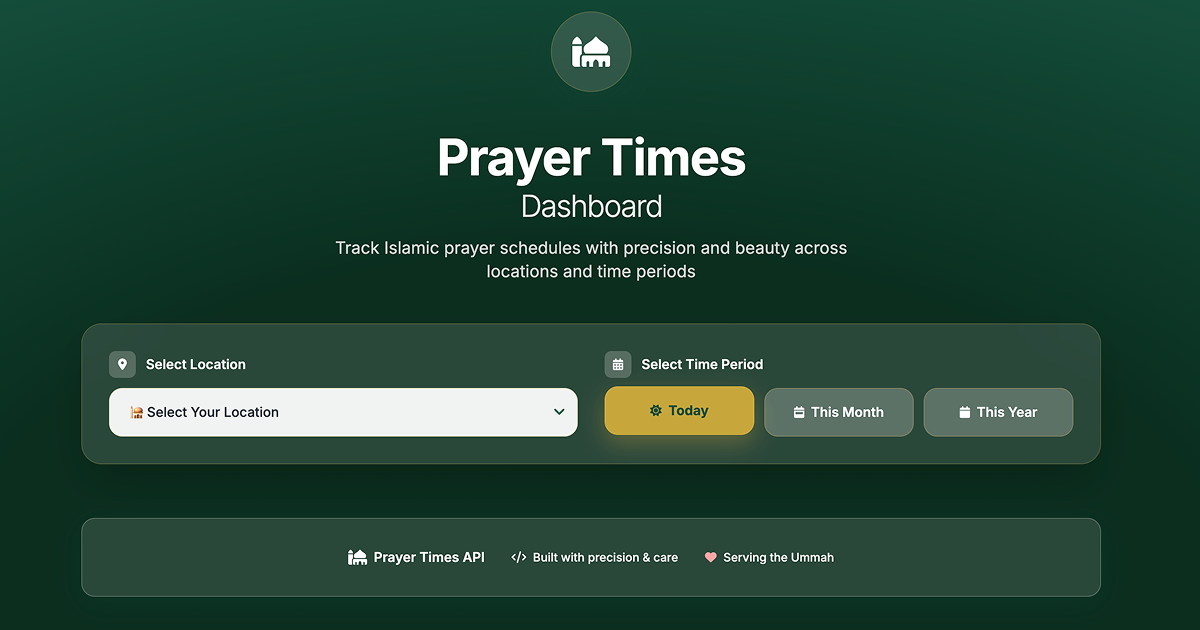 Prayer Times
Dashboard
Track Islamic prayer schedules with precision and beauty across
locations and time periods
Select Location
Select Your Location
Select Time Period
Today
This Month
This Year
Prayer Times API
Built with precision & care
Serving the Ummah